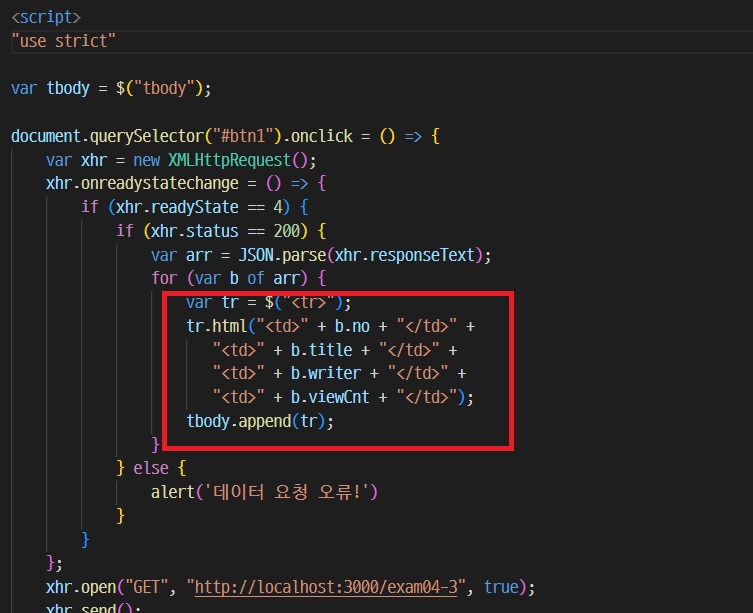 <script>
"use strict"
var tbody = $("tbody");
document.querySelector("#btn1").onclick = () => {
var xhr = new XMLHttpRequest();
xhr.onreadystatechange = () => {
if (xhr.readyState == 4) {
if (xhr.status == 200) {
var arr = JSON.parse(xhr.responseText);
for (var b of arr) {
var tr = $("<tr>");
tr.html("<td>" + b.no + "</td>" +
"<td>" + b.title + "</td>" +
"<td>" + b.writer + "</td>" +
"<td>" + b.viewCnt + "</td>");
tbody.append(tr);
}
} else {
alert('데이터 요청 오류!')
}
}
};
xhr.open("GET", "http://localhost:3000/exam04-3", true);
xhr.send();